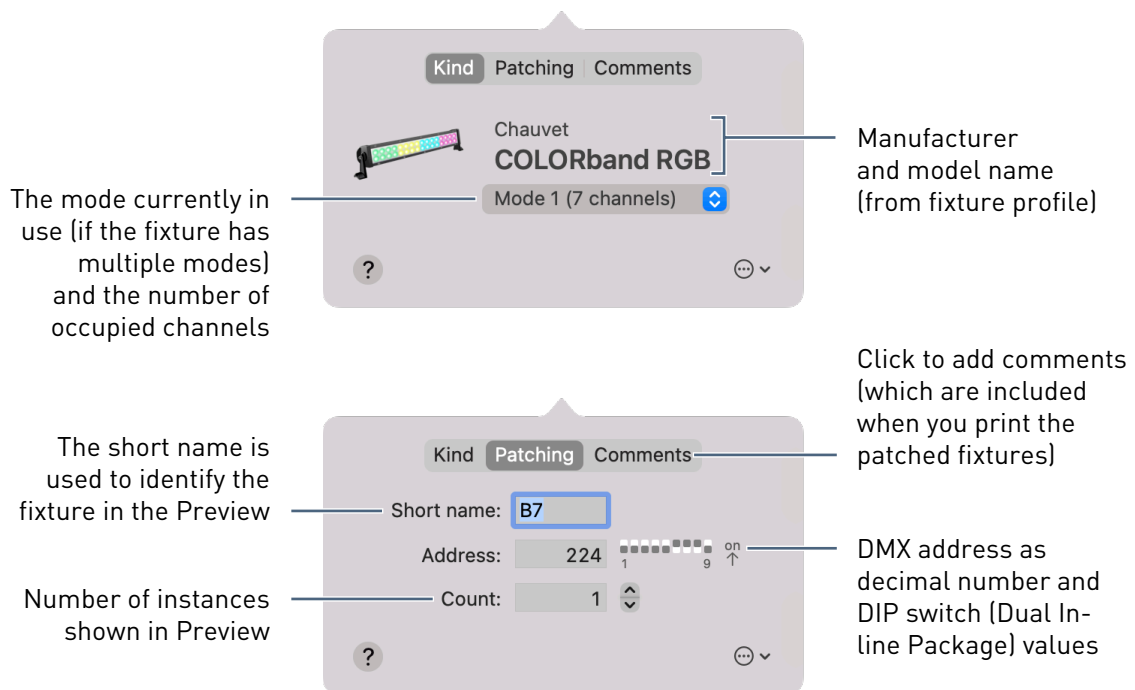 Kind Patching Comments
Chauvet
COLORband RGB
Mode 1 (7 channels)
?
Manufacturer
and model name
(from fixture profile)
The mode currently in
use (if the fixture has
multiple modes)
and the number of
occupied channels
Click to add comments
(which are included
when you print the
patched fixtures)
Kind Patching Comments
The short name is
used to identify the
fixture in the Preview
Short name: B7
Address: 224
1 9
on
Count: 1
?
DMX address as
decimal number and
DIP switch (Dual In-
line Package) values
Number of instances
shown in Preview